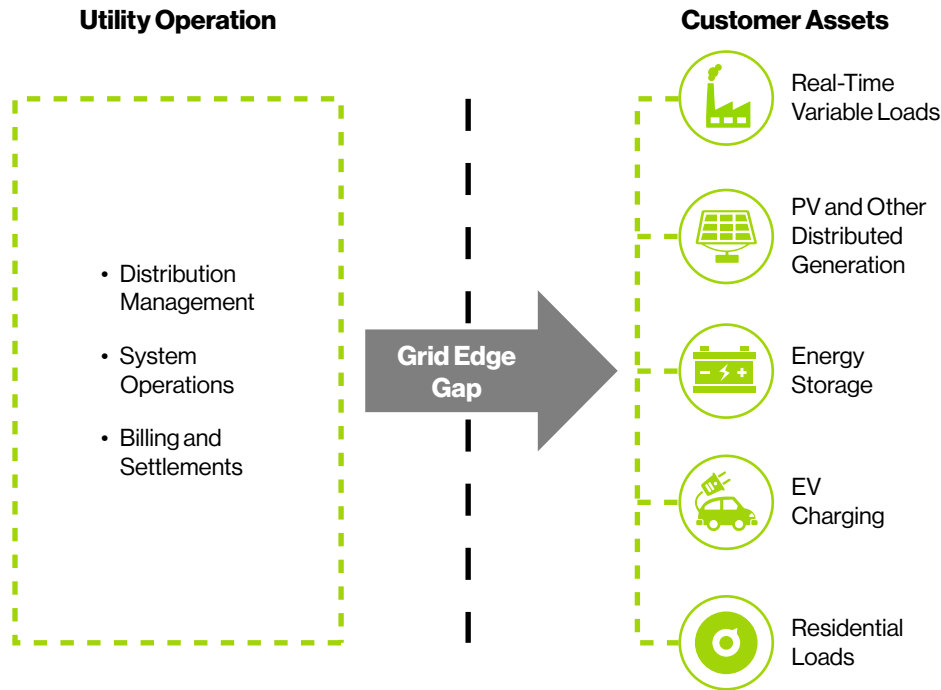 Utility Operation
• Distribution
Management
• System
Operations
• Billing and
Settlements
Grid Edge
Gap
Customer Assets
Real-Time
Variable Loads
PV and Other
Distributed
Generation
Energy
Storage
EV
Charging
Residential
Loads